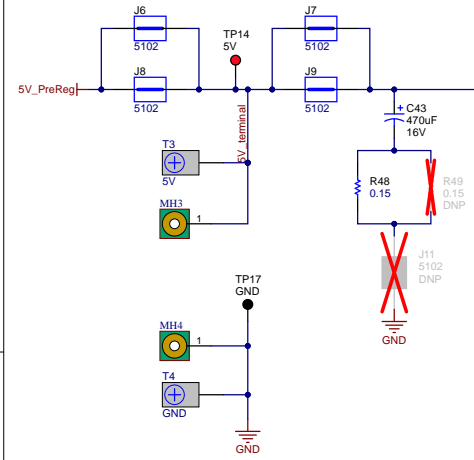 J6
5102
J7
5102
TP14
5V
5V_PreReg
J8
5102
J9
5102
5V_terminal
+
C43
470uF
16V
T3
5V
MH3
1
R48
0.15
R49
0.15
DNP
J11
5102
DNP
TP17
GND
MH4
1
GND
T4
GND
GND